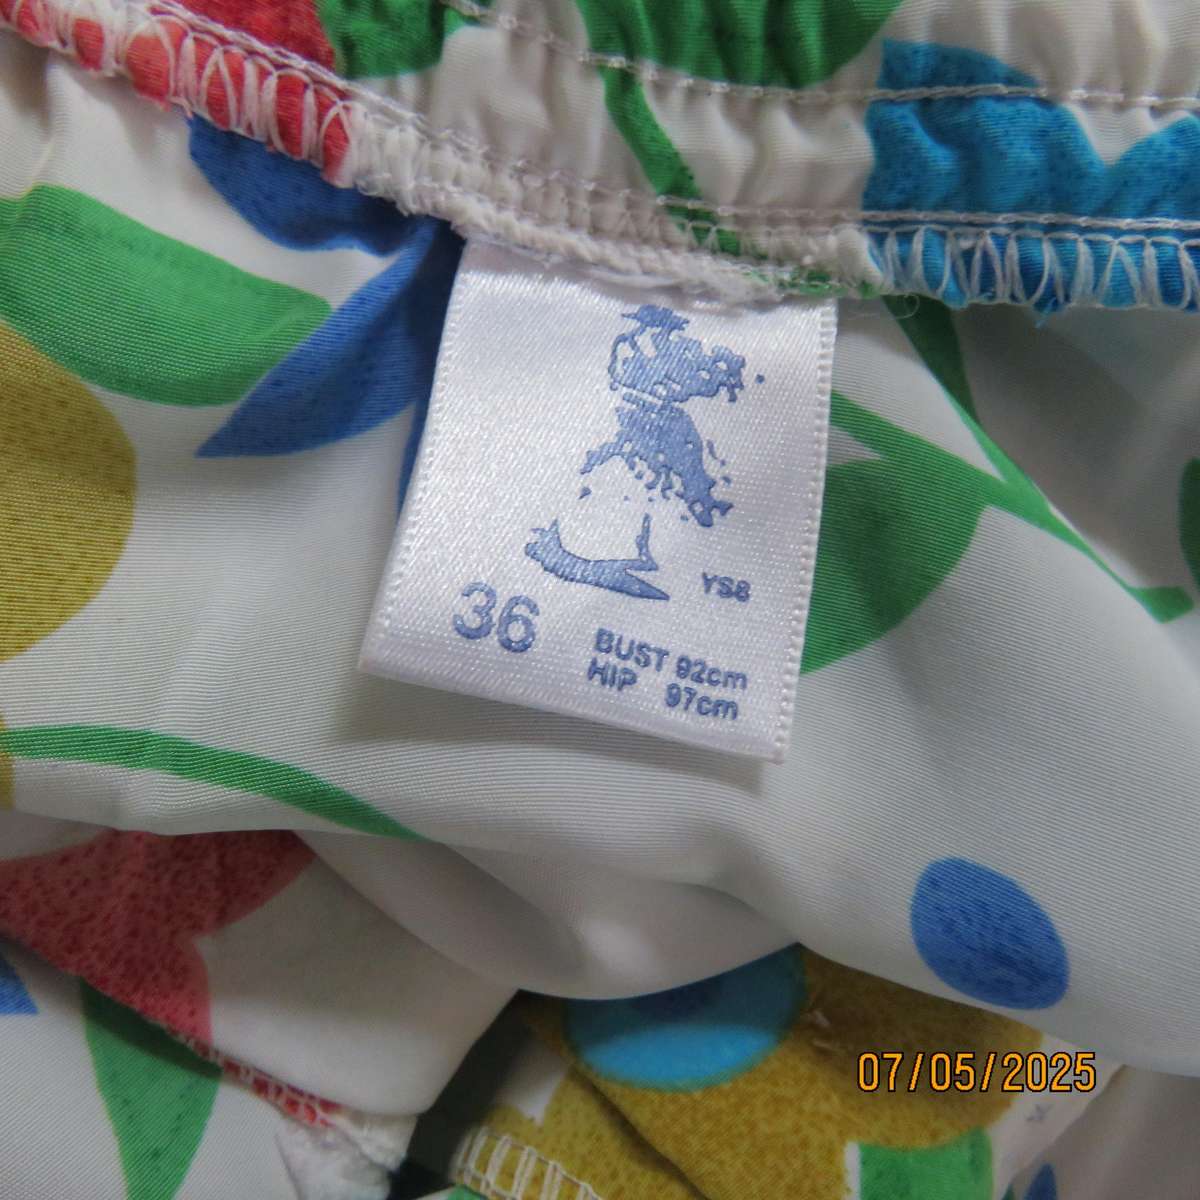 YS8
36
BUST 92cm
HIP 97cm
07/05/2025